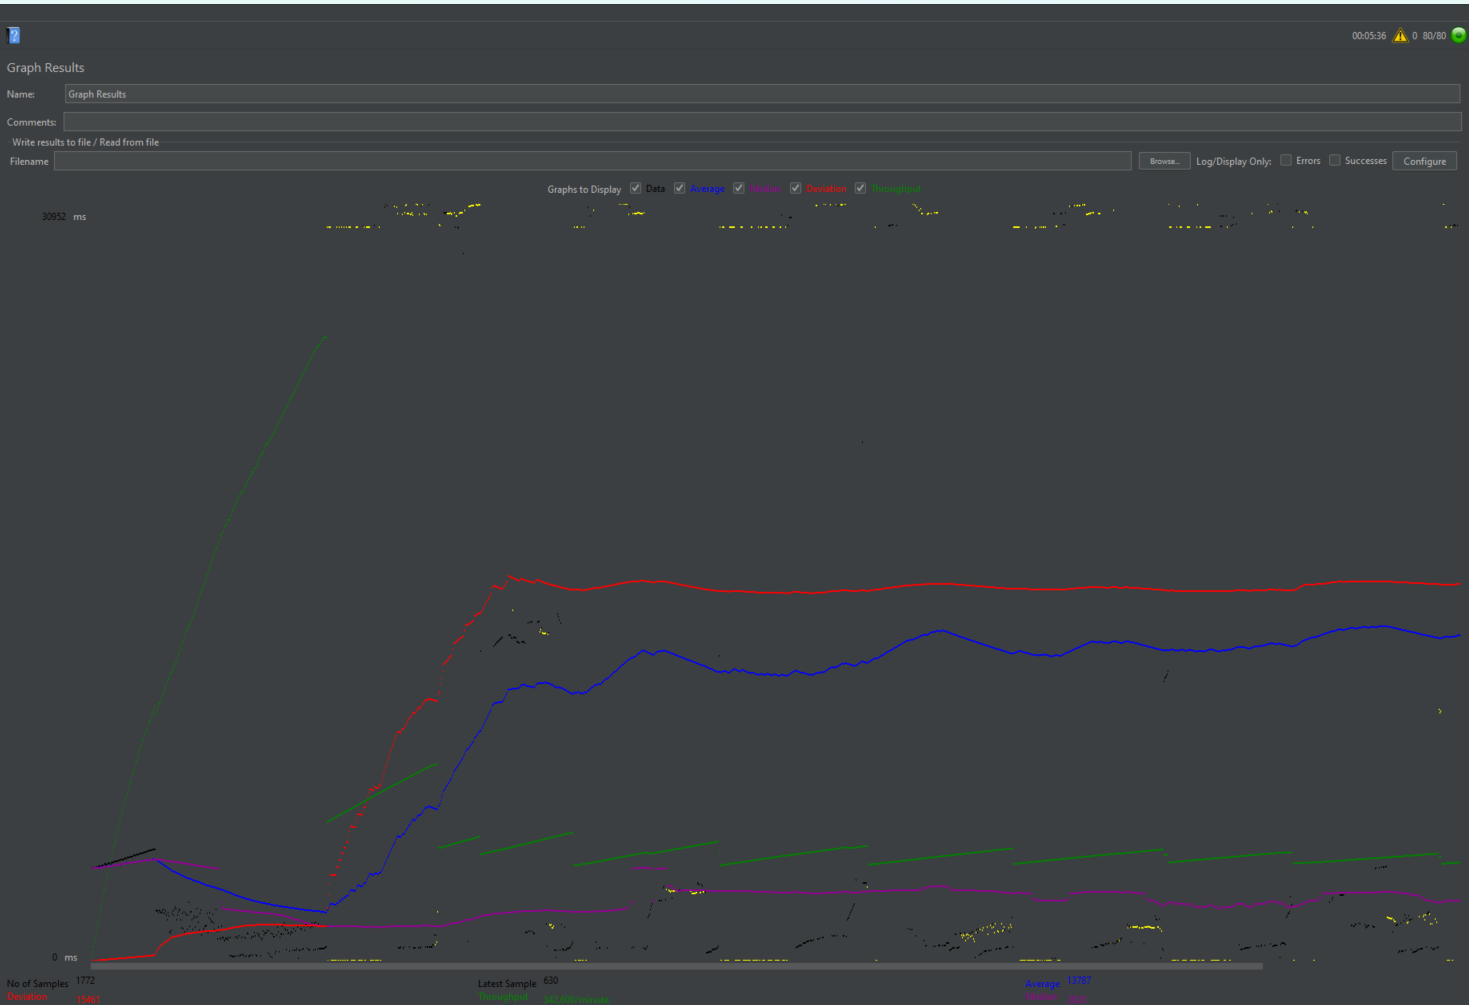 ?
00:05:36 0 80/80
Graph Results
Name: Graph Results
Comments:
Write results to file / Read from file
Filename Browse... Log/Display Only: Errors Successes Configure
Graphs to Display Data Average Median Deviation Throughput
30952 ms
0 ms
No of Samples 1772 Latest Sample 630 Average 13787
Deviation 15461 Throughput Median